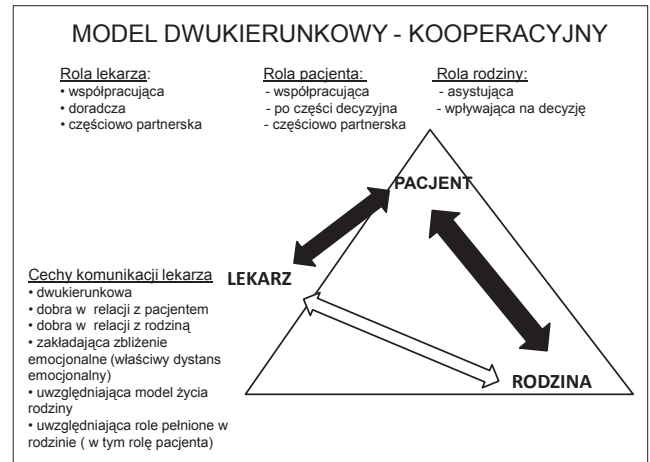 MODEL DWUKIERUNKOWY - KOOPERACYJNY
Rola lekarza:
• współpracująca
• doradcza
• częściowo partnerska
Rola pacjenta:
- współpracująca
- po części decyzyjna
- częściowo partnerska
Rola rodziny:
- asystująca
- wpływająca na decyzję
PACJENT
LEKARZ
RODZINA
Cechy komunikacji lekarza
• dwukierunkowa
• dobra w relacji z pacjentem
• dobra w relacji z rodziną
• zakładająca zbliżenie
emocjonalne (właściwy dystans
emocjonalny)
• uwzględniająca model życia
rodziny
• uwzględniająca role pełnione w
rodzinie ( w tym rolę pacjenta)